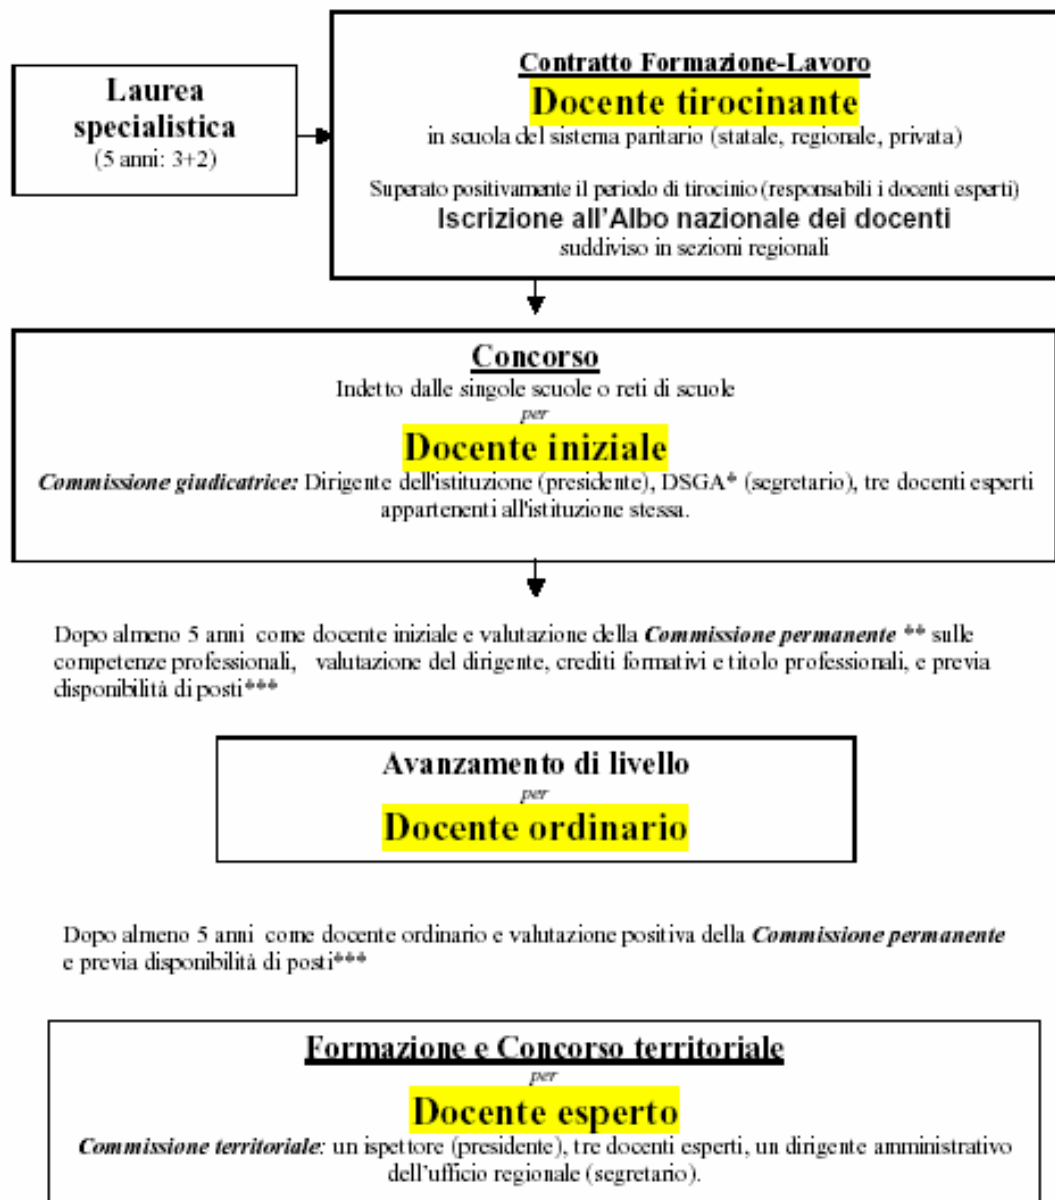 Laurea
specialistica
(5 anni: 3+2)
Contratto Formazione-Lavoro
Docente tirocinante
in scuola del sistema paritario (statale, regionale, privata)
Superato positivamente il periodo di tirocinio (responsabili i docenti esperti)
Iscrizione all'Albo nazionale dei docenti
suddiviso in sezioni regionali
Concorso
Indetto dalle singole scuole o reti di scuole
per
Docente iniziale
Commissione giudicatrice: Dirigente dell'istituzione (presidente), DSGA* (segretario), tre docenti esperti
appartenenti all'istituzione stessa.
Dopo almeno 5 anni come docente iniziale e valutazione della Commissione permanente ** sulle
competenze professionali, valutazione del dirigente, crediti formativi e titolo professionali, e previa
disponibilità di posti***
Avanzamento di livello
per
Docente ordinario
Dopo almeno 5 anni come docente ordinario e valutazione positiva della Commissione permanente
e previa disponibilità di posti***
Formazione e Concorso territoriale
per
Docente esperto
Commissione territoriale: un ispettore (presidente), tre docenti esperti, un dirigente amministrativo
dell'ufficio regionale (segretario).